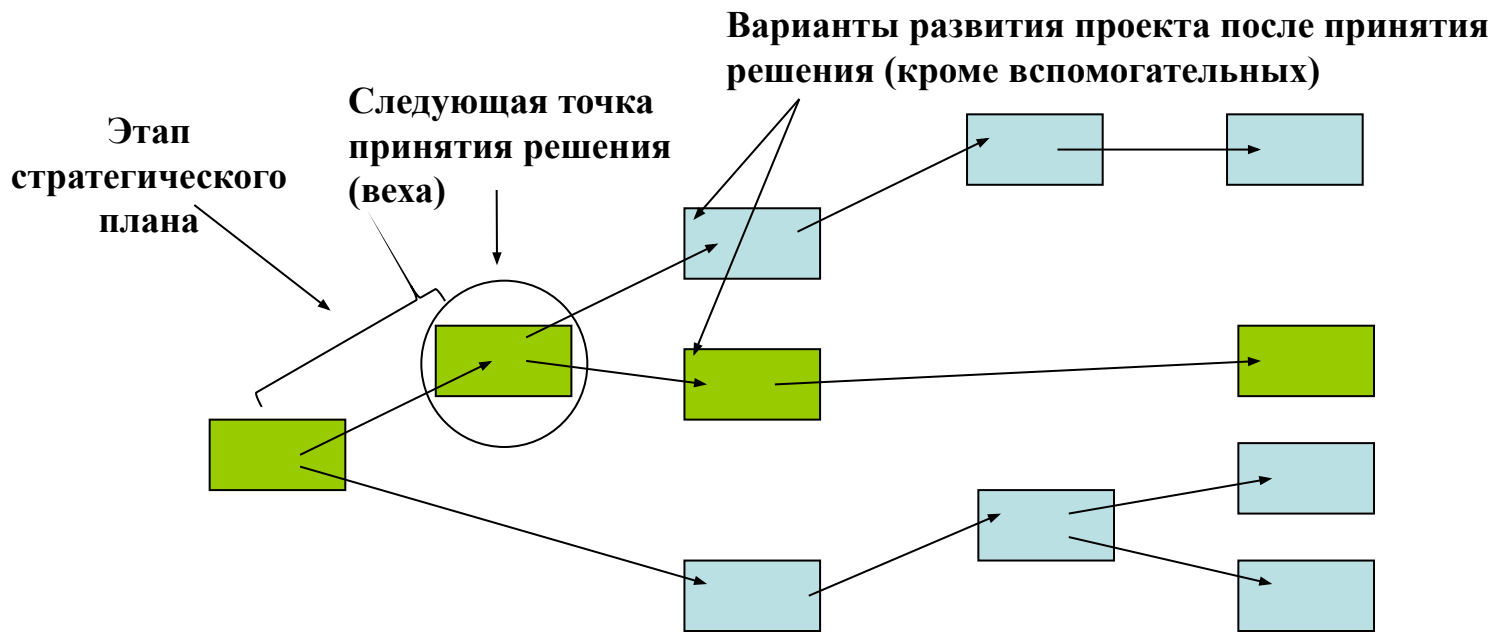 Варианты развития проекта после принятия
решения (кроме вспомогательных)
Следующая точка
принятия решения
(веха)
Этап
стратегического
плана